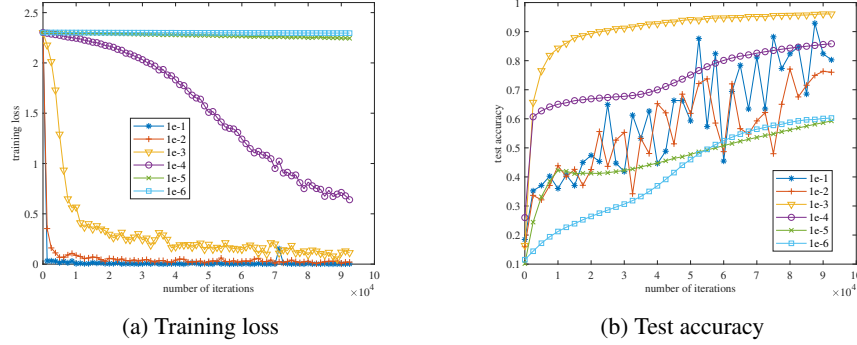 2.5
2
1.5
1
0.5
0
training loss
1e-1
1e-2
1e-3
1e-4
1e-5
1e-6
0 1 2 3 4 5 6 7 8 9 10
number of iterations
×10⁴
(a) Training loss
1
0.9
0.8
0.7
0.6
0.5
0.4
0.3
0.2
0.1
test accuracy
1e-1
1e-2
1e-3
1e-4
1e-5
1e-6
0 1 2 3 4 5 6 7 8 9 10
number of iterations
×10⁴
(b) Test accuracy